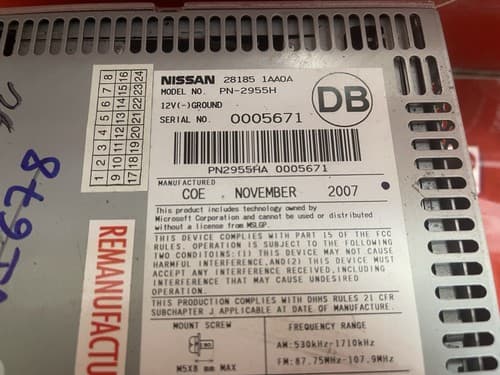 NISSAN 28185 1AA0A
MODEL NO. PN-2955H
DB
12V(-)GROUND
SERIAL NO. 0005671
PN2955HA 0005671
MANUFACTURED
COE NOVEMBER 2007
This product includes technology owned by
Microsoft Corporation and cannot be used or distributed
without a license from MSLGP.
THIS DEVICE COMPLIES WITH PART 15 OF THE FCC
RULES. OPERATION IS SUBJECT TO THE FOLLOWING
TWO CONDITOINS:(1) THIS DEVICE MAY NOT CAUSE
HARMFUL INTERFERENCE,AND(2) THIS DEVICE MUST
ACCEPT ANY INTERFERENCE RECEIVED,INCLUDING
INTERFERENCE THAT MAY CAUSE UNDESIRED
OPERATION.
THIS PRODUCTION COMPLIES WITH DHHS RULES 21 CFR
SUBCHAPTER J APPLICABLE AT DATE OF MANUFACTURE.
MOUNT SCREW
M5X8 mm MAX
FREQUENCY RANGE
AM:530kHz-1710kHz
FM:87.75MHz-107.9MHz
1 2 3 4 5 6 7 8
9 10 11 12 13 14 15 16
17 18 19 20 21 22 23 24
REMANUFACTU